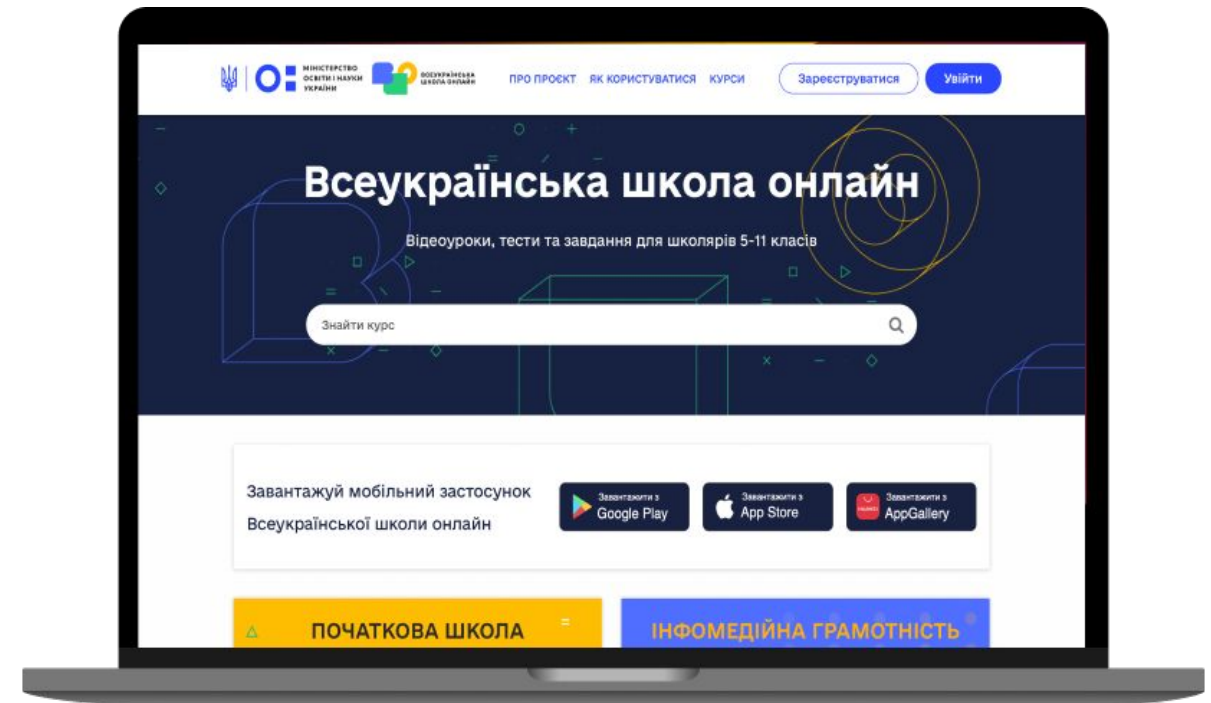 МІНІСТЕРСТВО
ОСВІТИ І НАУКИ
УКРАЇНИ
ВСЕУКРАЇНСЬКА
ШКОЛА ОНЛАЙН
ПРО ПРОЄКТ ЯК КОРИСТУВАТИСЯ КУРСИ Зареєструватися Увійти
Всеукраїнська школа онлайн
Відеоуроки, тести та завдання для школярів 5-11 класів
Знайти курс
Завантажуй мобільний застосунок
Всеукраїнської школи онлайн
Завантажити з
Google Play
Завантажити з
App Store
Завантажити з
AppGallery
ПОЧАТКОВА ШКОЛА
ІНФОМЕДІЙНА ГРАМОТНІСТЬ